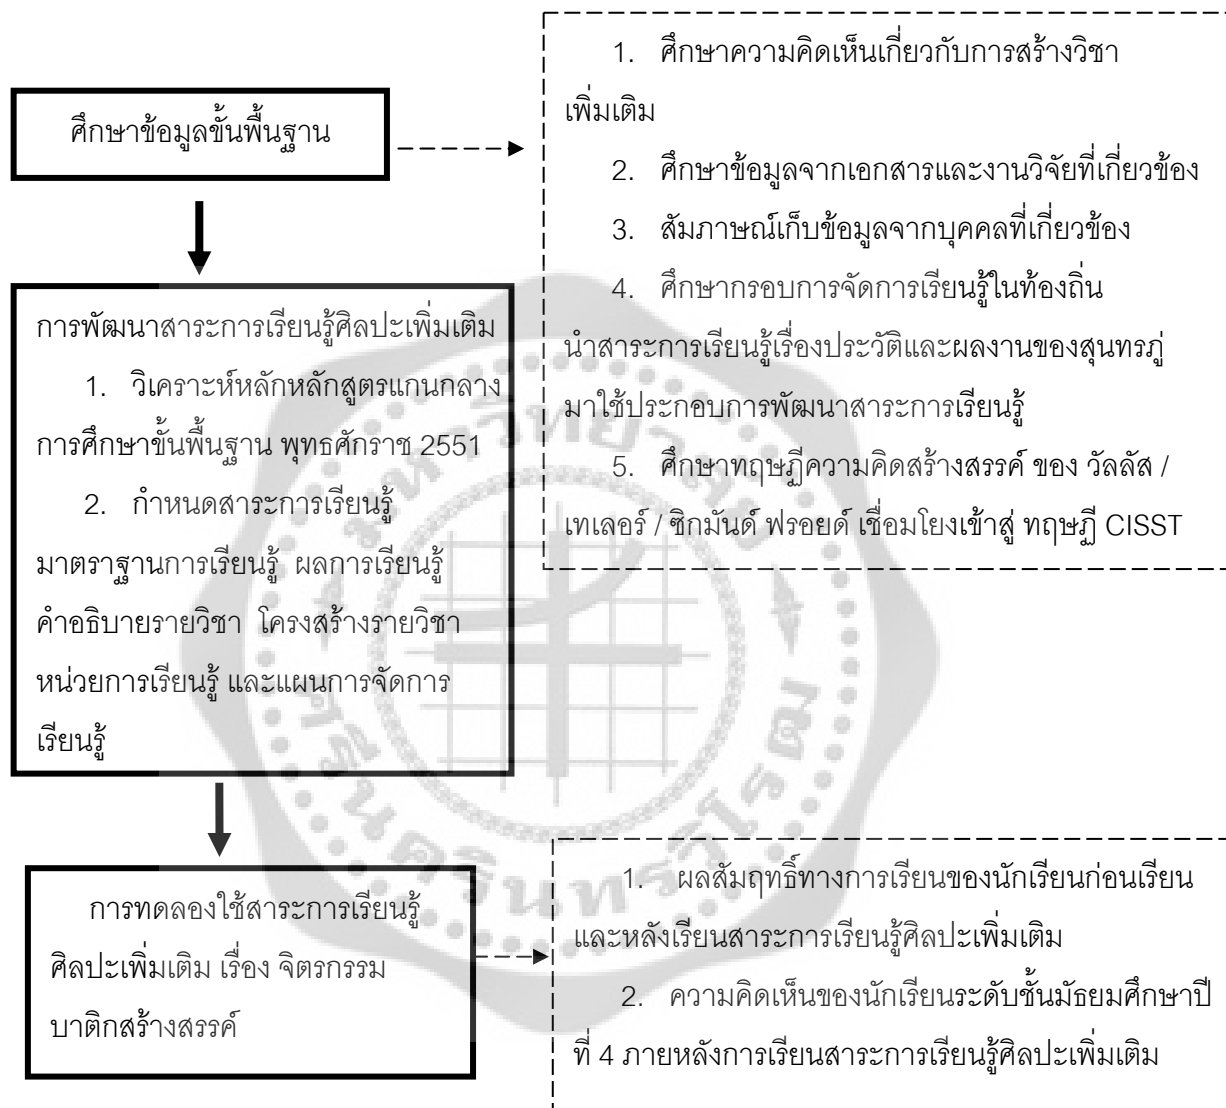 ศึกษาข้อมูลขั้นพื้นฐาน
1. ศึกษาความคิดเห็นเกี่ยวกับการสร้างวิชา
เพิ่มเติม
2. ศึกษาข้อมูลจากเอกสารและงานวิจัยที่เกี่ยวข้อง
3. สัมภาษณ์เก็บข้อมูลจากบุคคลที่เกี่ยวข้อง
4. ศึกษากรอบการจัดการเรียนรู้ในท้องถิ่น
นำสาระการเรียนรู้เรื่องประวัติและผลงานของสุนทรภู่
มาใช้ประกอบการพัฒนาสาระการเรียนรู้
5. ศึกษาทฤษฎีความคิดสร้างสรรค์ ของ วัลลัส /
เทเลอร์ / ซิกมันด์ ฟรอยด์ เชื่อมโยงเข้าสู่ ทฤษฎี CISST
การพัฒนาสาระการเรียนรู้ศิลปะเพิ่มเติม
1. วิเคราะห์หลักหลักสูตรแกนกลาง
การศึกษาขั้นพื้นฐาน พุทธศักราช 2551
2. กำหนดสาระการเรียนรู้
มาตราฐานการเรียนรู้ ผลการเรียนรู้
คำอธิบายรายวิชา โครงสร้างรายวิชา
หน่วยการเรียนรู้ และแผนการจัดการ
เรียนรู้
การทดลองใช้สาระการเรียนรู้
ศิลปะเพิ่มเติม เรื่อง จิตรกรรม
บาติกสร้างสรรค์
1. ผลสัมฤทธิ์ทางการเรียนของนักเรียนก่อนเรียน
และหลังเรียนสาระการเรียนรู้ศิลปะเพิ่มเติม
2. ความคิดเห็นของนักเรียนระดับชั้นมัธยมศึกษาปี
ที่ 4 ภายหลังการเรียนสาระการเรียนรู้ศิลปะเพิ่มเติม
มหาวิทยาลัย
ศรีนครินทรวิโรฒ